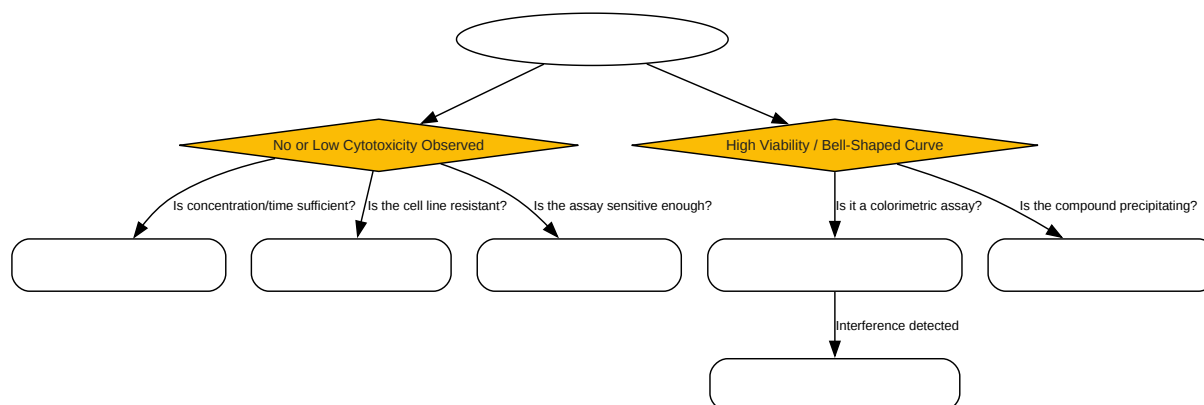 No or Low Cytotoxicity Observed
High Viability / Bell-Shaped Curve
Is concentration/time sufficient?
Is the cell line resistant?
Is the assay sensitive enough?
Is it a colorimetric assay?
Is the compound precipitating?
Interference detected